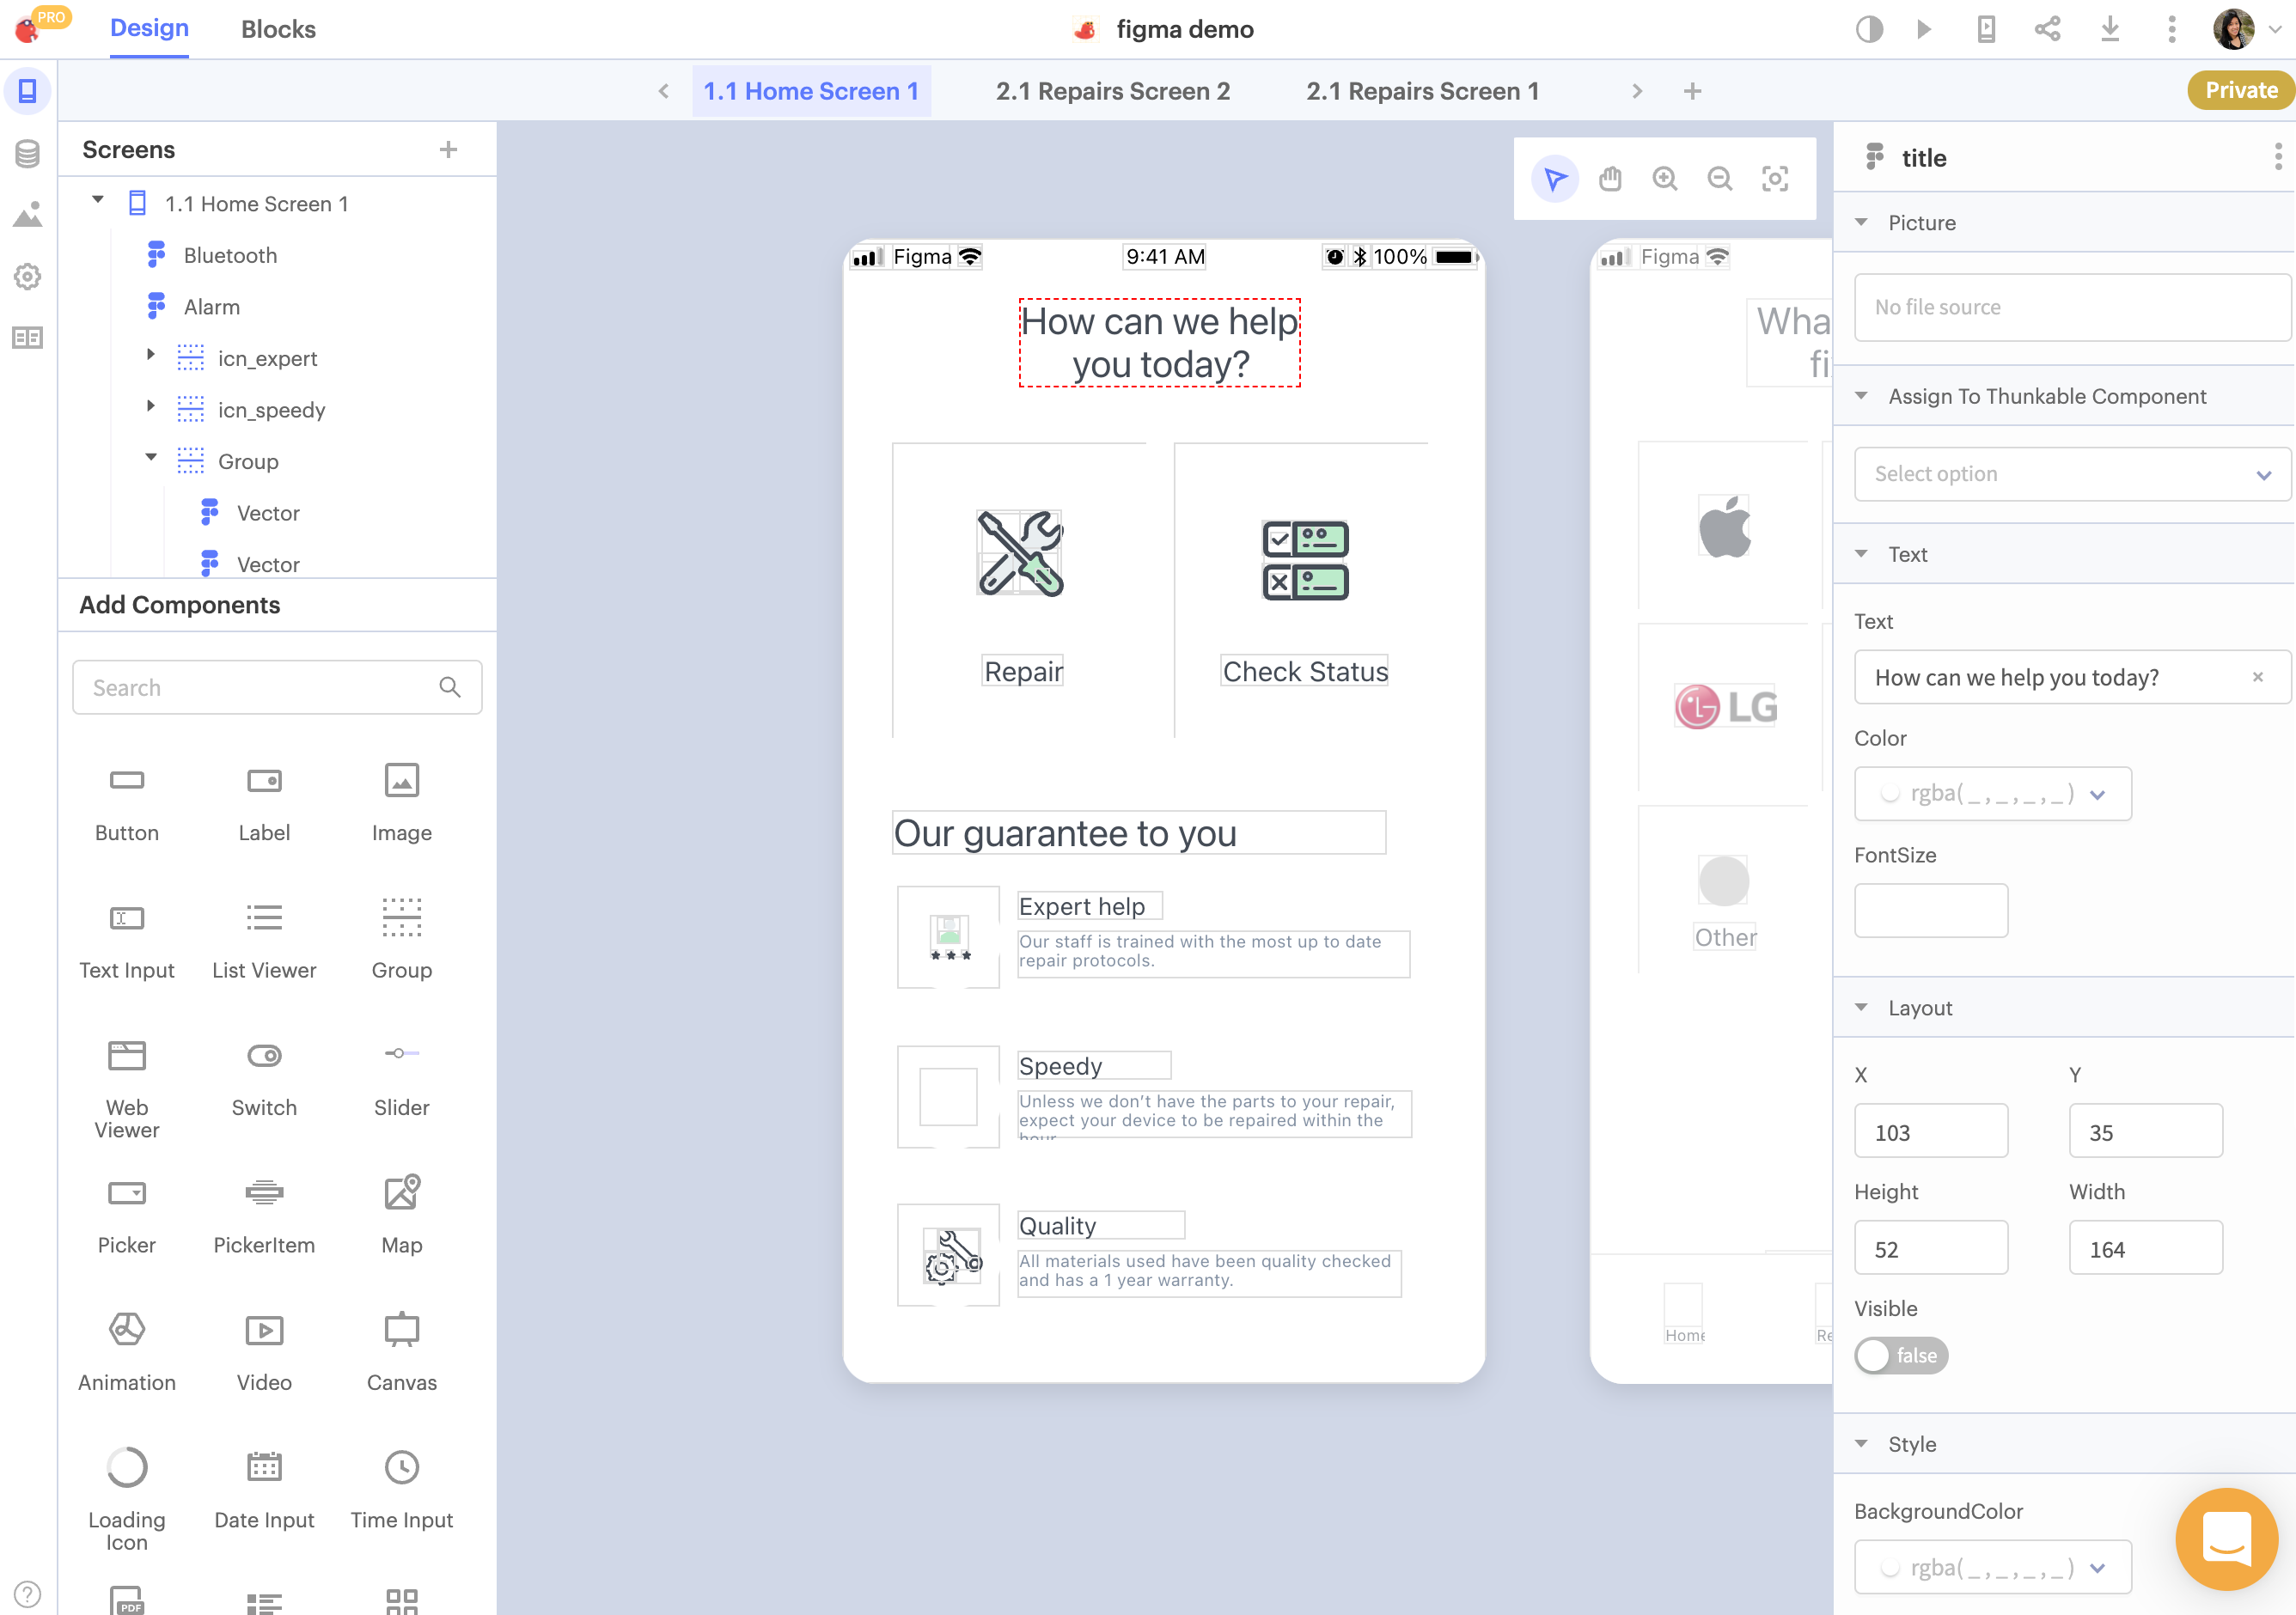 PRO
Design
Blocks
figma demo
1.1 Home Screen 1
2.1 Repairs Screen 2
2.1 Repairs Screen 1
Private
Screens
1.1 Home Screen 1
Bluetooth
Alarm
icn_expert
icn_speedy
Group
Vector
Vector
Add Components
Search
Button
Label
Image
Text Input
List Viewer
Group
Web
Viewer
Switch
Slider
Picker
PickerItem
Map
Animation
Video
Canvas
Loading
Icon
Date Input
Time Input
PDF
Figma
9:41 AM
100%
How can we help
you today?
Repair
Check Status
Our guarantee to you
Expert help
Our staff is trained with the most up to date
repair protocols.
Speedy
Unless we don't have the parts to your repair,
expect your device to be repaired within the
hour.
Quality
All materials used have been quality checked
and has a 1 year warranty.
Figma
Wha
fi
LG
Other
Home
Re
title
Picture
No file source
Assign To Thunkable Component
Select option
Text
Text
How can we help you today?
Color
rgba( _ , _ , _ , _ )
FontSize
Layout
X
Y
103
35
Height
Width
52
164
Visible
false
Style
BackgroundColor
rgba( _ , _ , _ , _ )